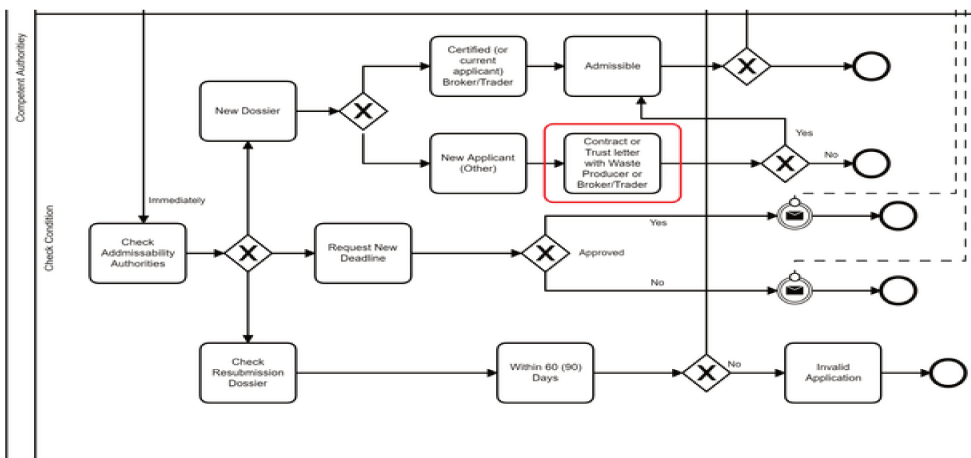 Competent Authoritiey
Check Condition
Certified (or
current
applicant)
Broker/Trader
Admissible
New Dossier
Yes
New Applicant
(Other)
Contract or
Trust letter
with Waste
Producer or
Broker/Trader
No
Immediately
Check
Addmissability
Authorities
Request New
Deadline
Yes
Approved
No
Check
Resubmission
Dossier
Within 60 (90)
Days
No
Invalid
Application